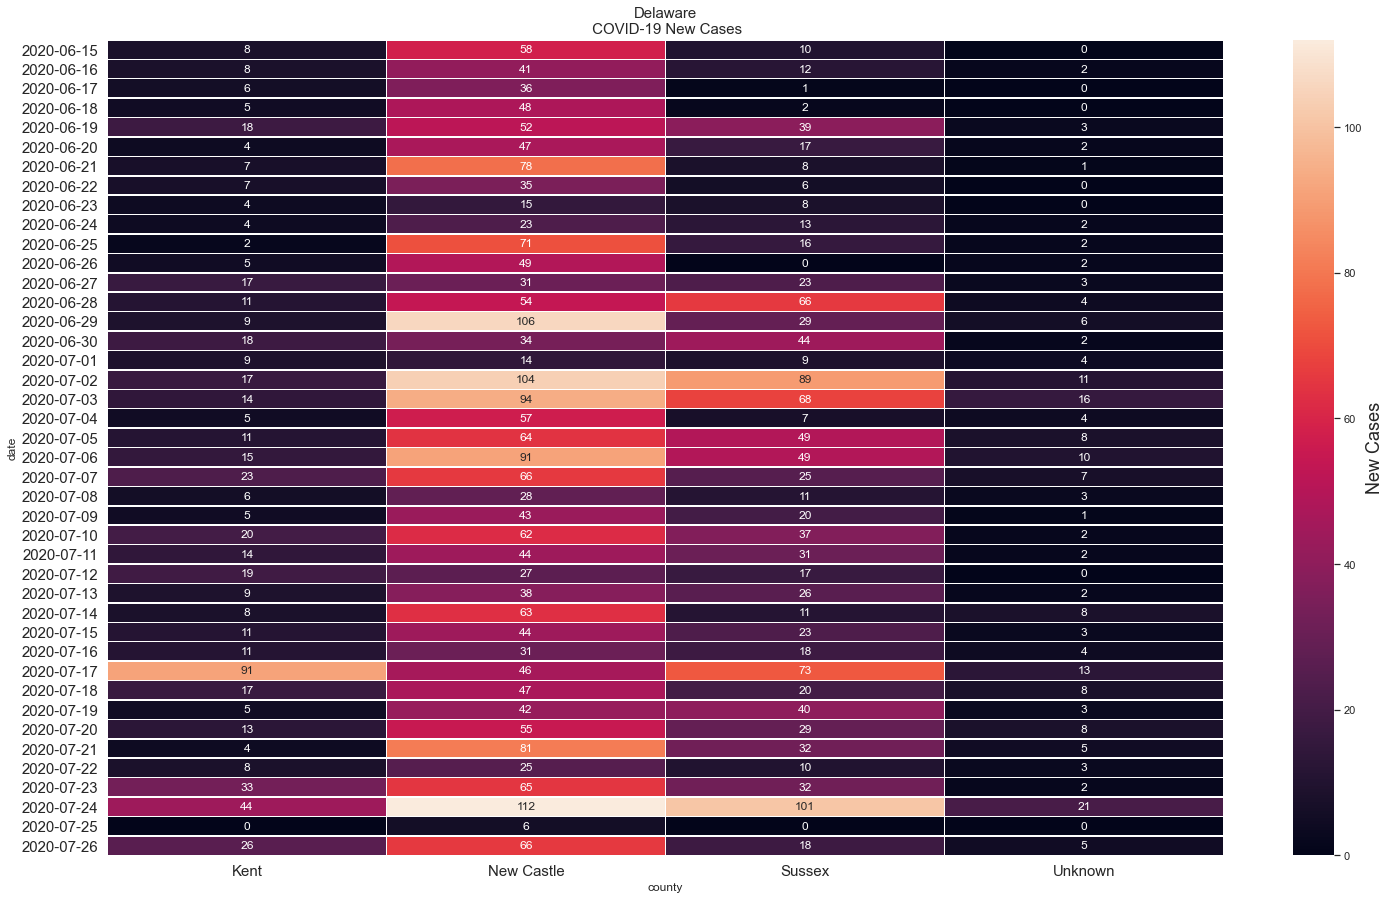 Delaware
COVID-19 New Cases
2020-06-15 8 58 10 0
2020-06-16 8 41 12 2
2020-06-17 6 36 1 0
2020-06-18 5 48 2 0
2020-06-19 18 52 39 3
2020-06-20 4 47 17 2
2020-06-21 7 78 8 1
2020-06-22 7 35 6 0
2020-06-23 4 15 8 0
2020-06-24 4 23 13 2
2020-06-25 2 71 16 2
2020-06-26 5 49 0 2
2020-06-27 17 31 23 3
2020-06-28 11 54 66 4
2020-06-29 9 106 29 6
2020-06-30 18 34 44 2
2020-07-01 9 14 9 4
2020-07-02 17 104 89 11
2020-07-03 14 94 68 16
2020-07-04 5 57 7 4
2020-07-05 11 64 49 8
2020-07-06 15 91 49 10
2020-07-07 23 66 25 7
2020-07-08 6 28 11 3
2020-07-09 5 43 20 1
2020-07-10 20 62 37 2
2020-07-11 14 44 31 2
2020-07-12 19 27 17 0
2020-07-13 9 38 26 2
2020-07-14 8 63 11 8
2020-07-15 11 44 23 3
2020-07-16 11 31 18 4
2020-07-17 91 46 73 13
2020-07-18 17 47 20 8
2020-07-19 5 42 40 3
2020-07-20 13 55 29 8
2020-07-21 4 81 32 5
2020-07-22 8 25 10 3
2020-07-23 33 65 32 2
2020-07-24 44 112 101 21
2020-07-25 0 6 0 0
2020-07-26 26 66 18 5
Kent New Castle Sussex Unknown
county
date
100
80
60
40
20
0
New Cases